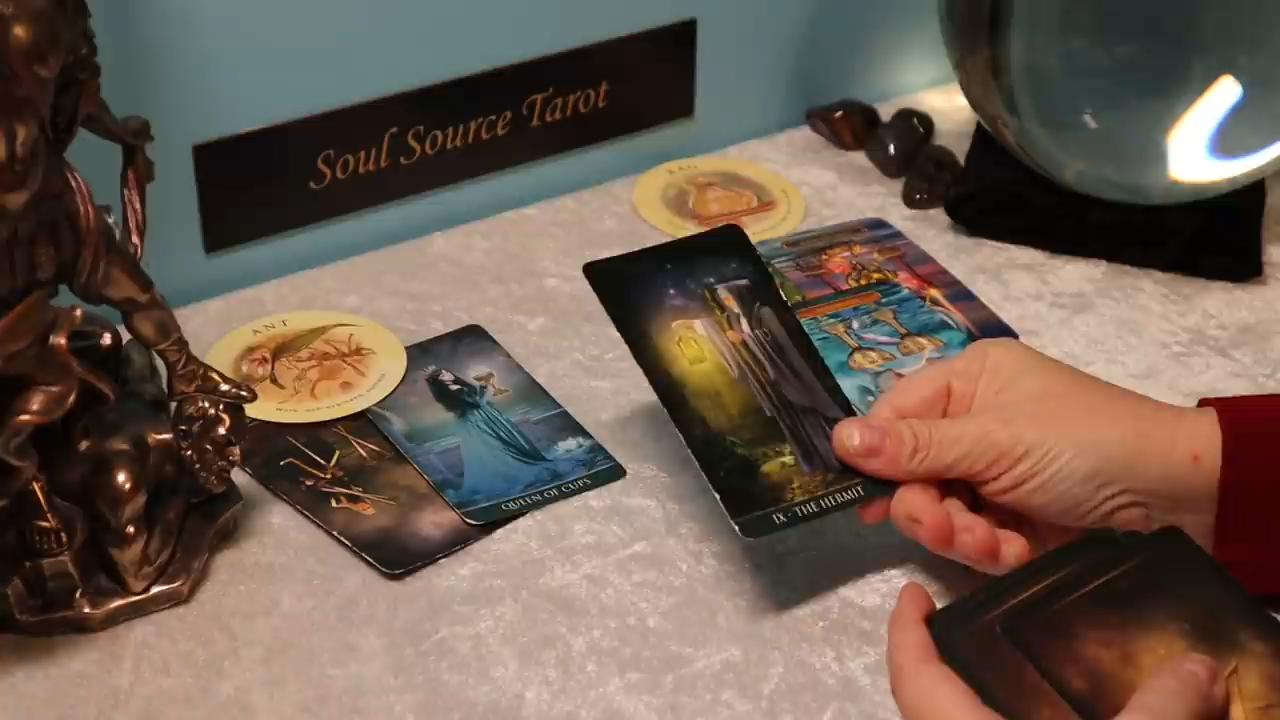 Soul Source Tarot
BAG
ANT
QUEEN OF CUPS
IX - THE HERMIT